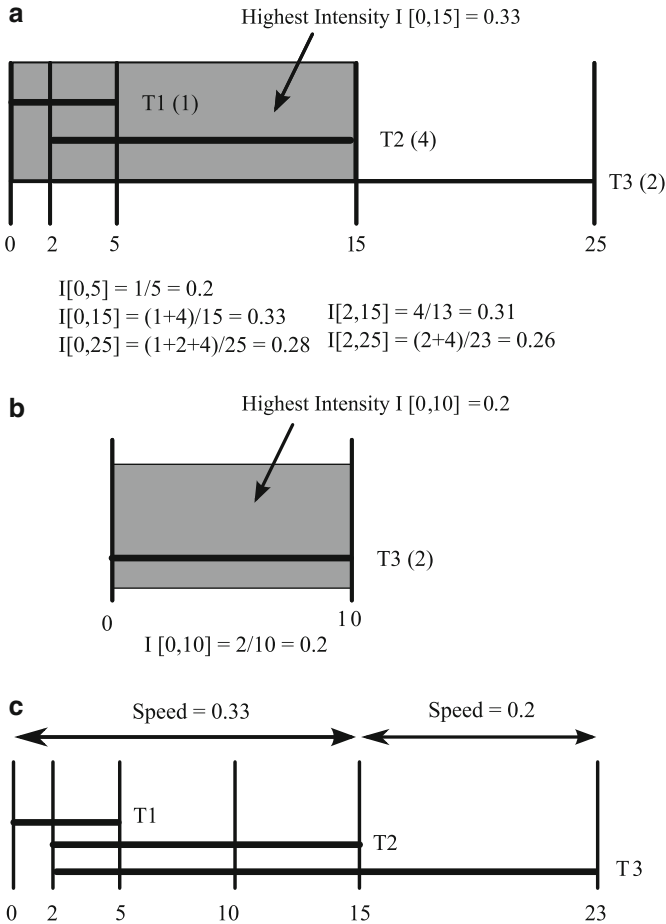 a
Highest Intensity I [0,15] = 0.33
T1 (1)
T2 (4)
T3 (2)
0 2 5 15 25
I[0,5] = 1/5 = 0.2
I[0,15] = (1+4)/15 = 0.33
I[0,25] = (1+2+4)/25 = 0.28
I[2,15] = 4/13 = 0.31
I[2,25] = (2+4)/23 = 0.26
b
Highest Intensity I [0,10] = 0.2
T3 (2)
0 10
I [0,10] = 2/10 = 0.2
c
Speed = 0.33 Speed = 0.2
T1
T2
T3
0 2 5 10 15 23